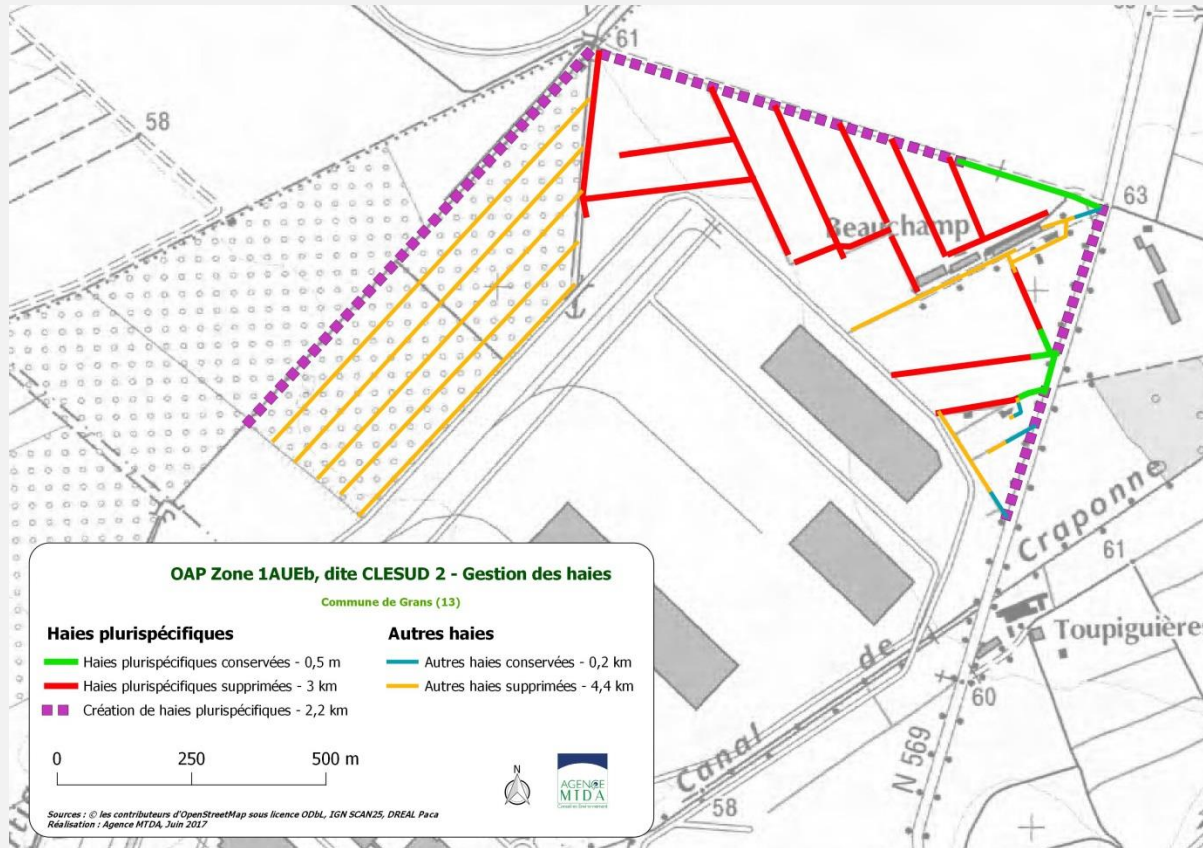 61
58
63
Beauchamp
Craponne
de
Canal
61
Toupiguière
60
N 569
58
OAP Zone 1AUEb, dite CLESUD 2 - Gestion des haies
Commune de Grans (13)
Haies plurispécifiques
Haies plurispécifiques conservées - 0,5 m
Haies plurispécifiques supprimées - 3 km
Création de haies plurispécifiques - 2,2 km
Autres haies
Autres haies conservées - 0,2 km
Autres haies supprimées - 4,4 km
0 250 500 m
N
AGENCE
MTDA
Sources : © les contributeurs d'OpenStreetMap sous licence ODbL, IGN SCAN25, DREAL Paca
Réalisation : Agence MTDA, Juin 2017